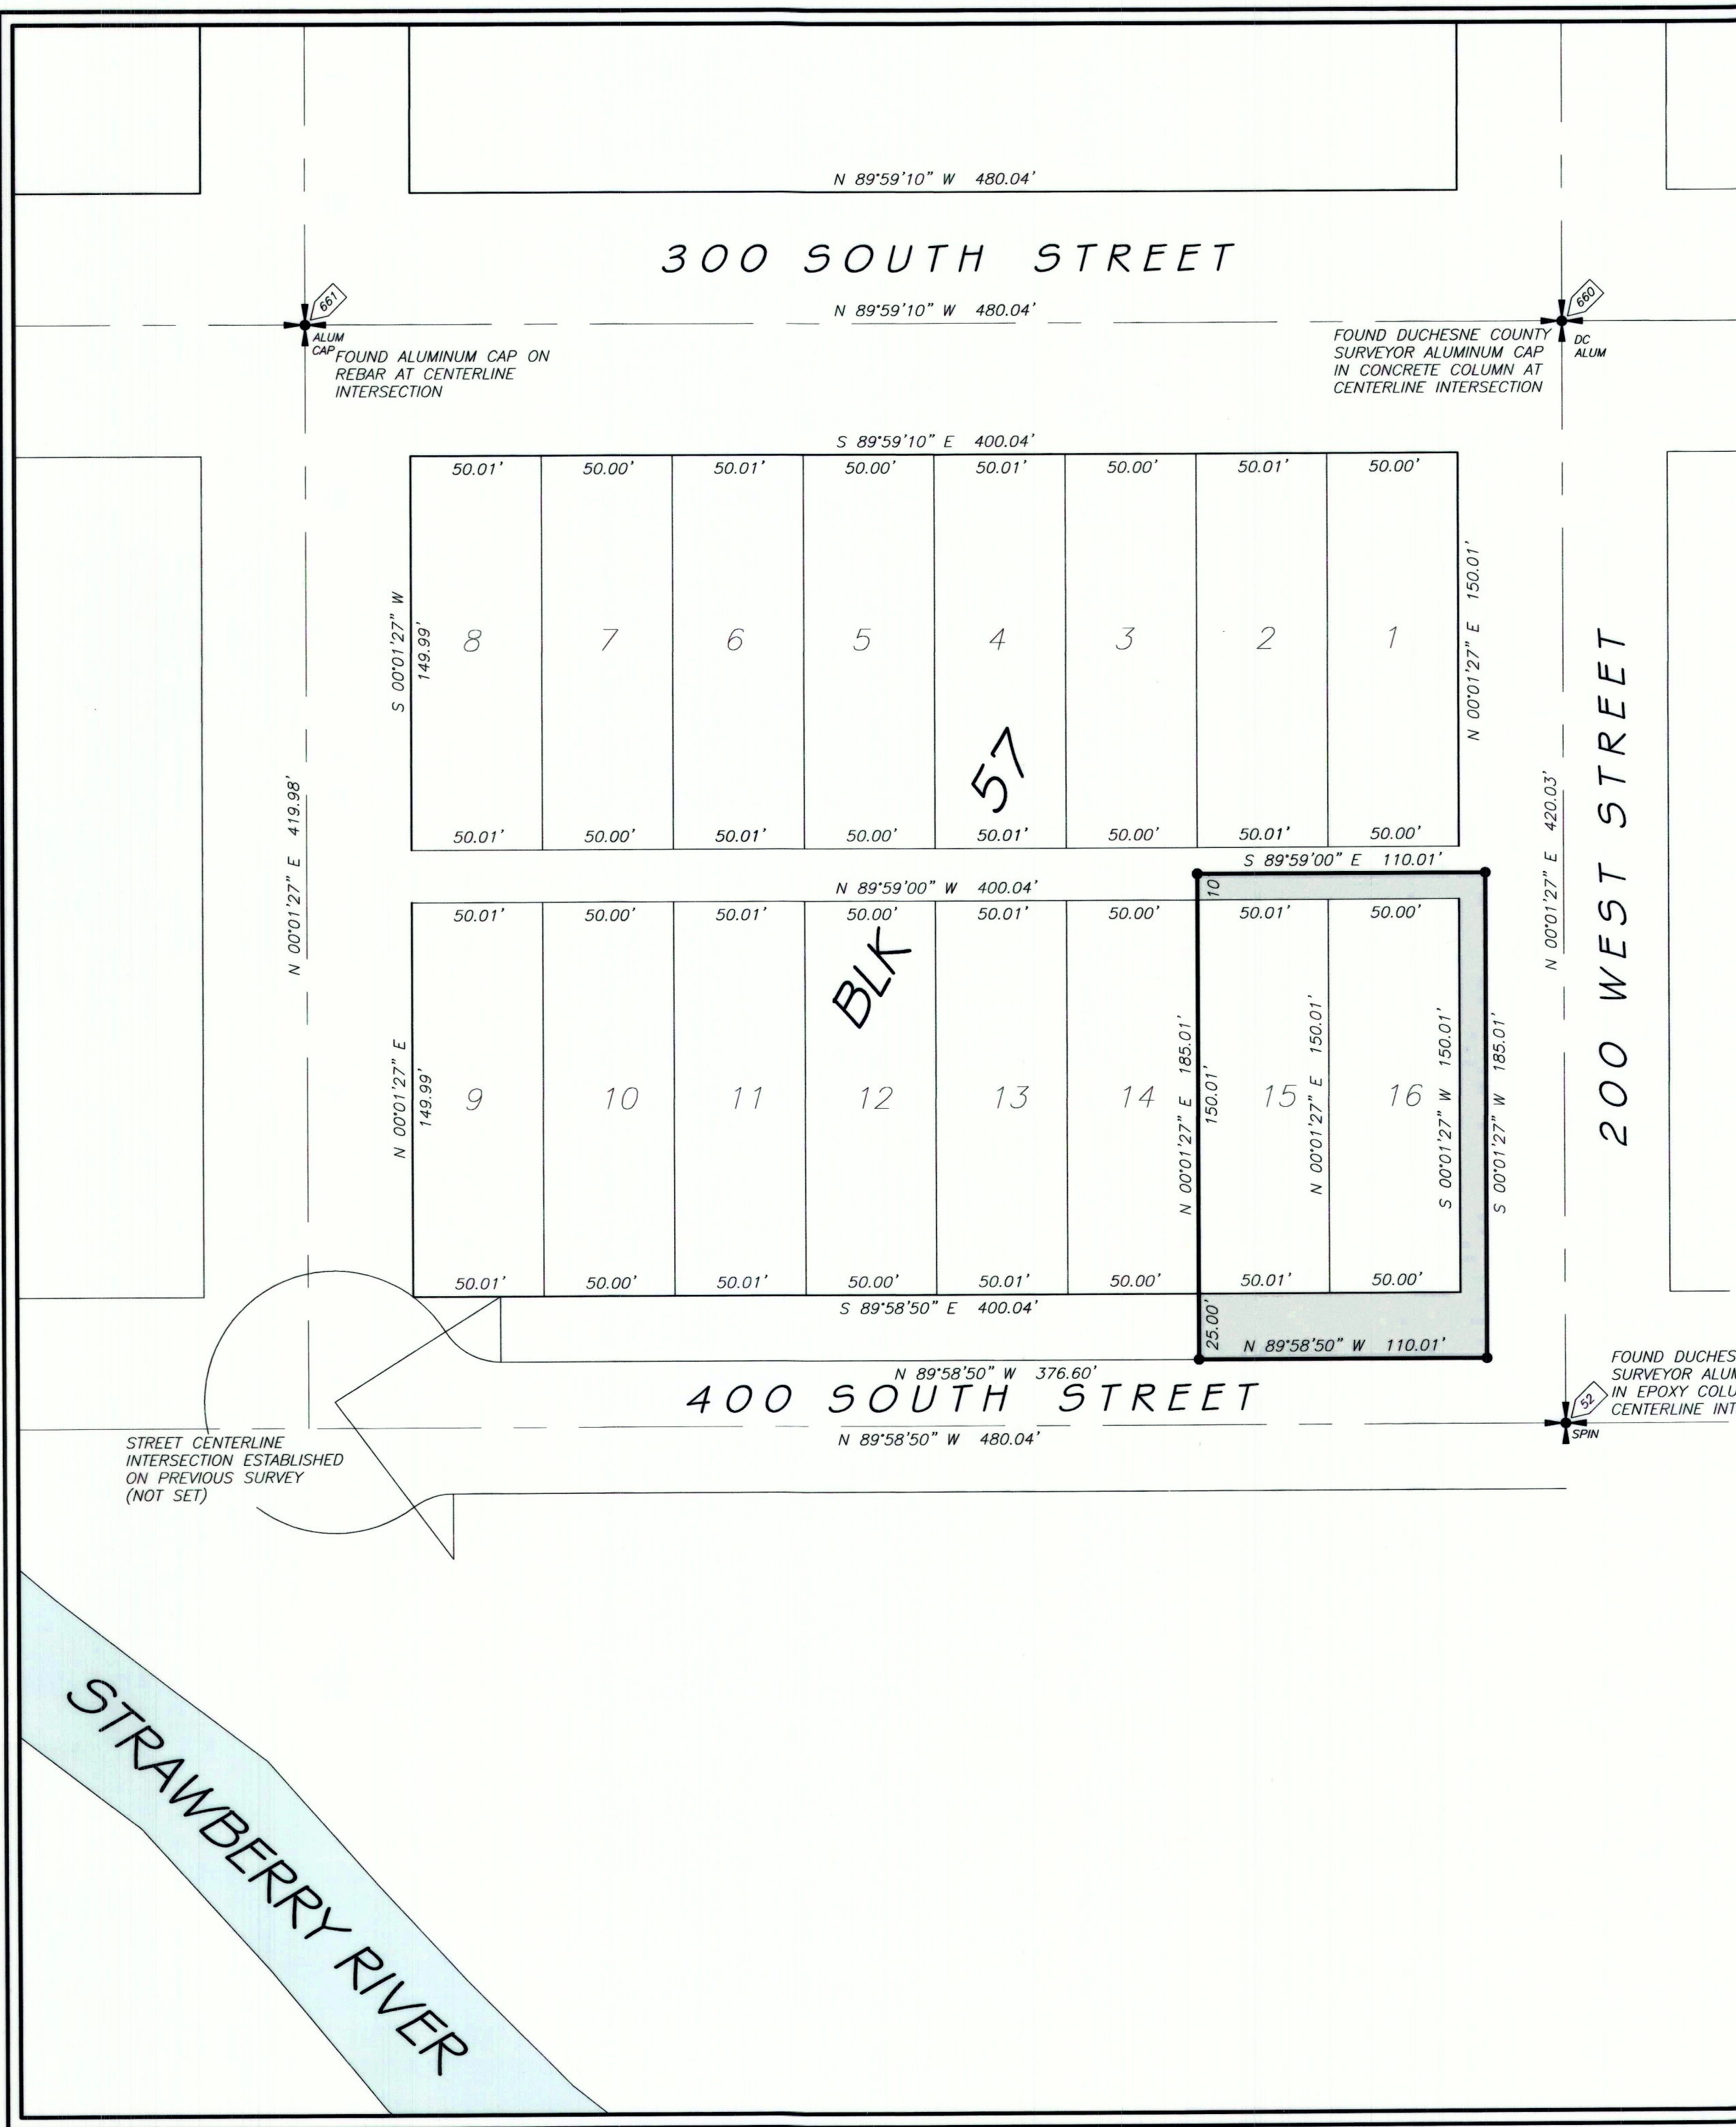 N 89°59'10" W 480.04'
300 SOUTH STREET
N 89°59'10" W 480.04'
661
ALUM
CAP
FOUND ALUMINUM CAP ON
REBAR AT CENTERLINE
INTERSECTION
660
DC
ALUM
FOUND DUCHESNE COUNTY
SURVEYOR ALUMINUM CAP
IN CONCRETE COLUMN AT
CENTERLINE INTERSECTION
S 89°59'10" E 400.04'
50.01' 50.00' 50.01' 50.00' 50.01' 50.00' 50.01' 50.00'
S 00°01'27" W
149.99'
8 7 6 5 4 3 2 1
N 00°01'27" E 150.01'
57
N 00°01'27" E 419.98'
N 00°01'27" E 420.03'
200 WEST STREET
50.01' 50.00' 50.01' 50.00' 50.01' 50.00' 50.01' 50.00'
S 89°59'00" E 110.01'
N 89°59'00" W 400.04'
10
50.01' 50.00' 50.01' 50.00' 50.01' 50.00' 50.01' 50.00'
BLK
N 00°01'27" E
149.99'
9 10 11 12 13 14 15 16
N 00°01'27" E 185.01'
150.01'
N 00°01'27" E 150.01'
S 00°01'27" W 150.01'
S 00°01'27" W 185.01'
50.01' 50.00' 50.01' 50.00' 50.01' 50.00' 50.01' 50.00'
S 89°58'50" E 400.04'
25.00'
N 89°58'50" W 110.01'
N 89°58'50" W 376.60'
400 SOUTH STREET
N 89°58'50" W 480.04'
FOUND DUCHES
SURVEYOR ALUM
IN EPOXY COLU
CENTERLINE INT
52
SPIN
STREET CENTERLINE
INTERSECTION ESTABLISHED
ON PREVIOUS SURVEY
(NOT SET)
STRAWBERRY RIVER